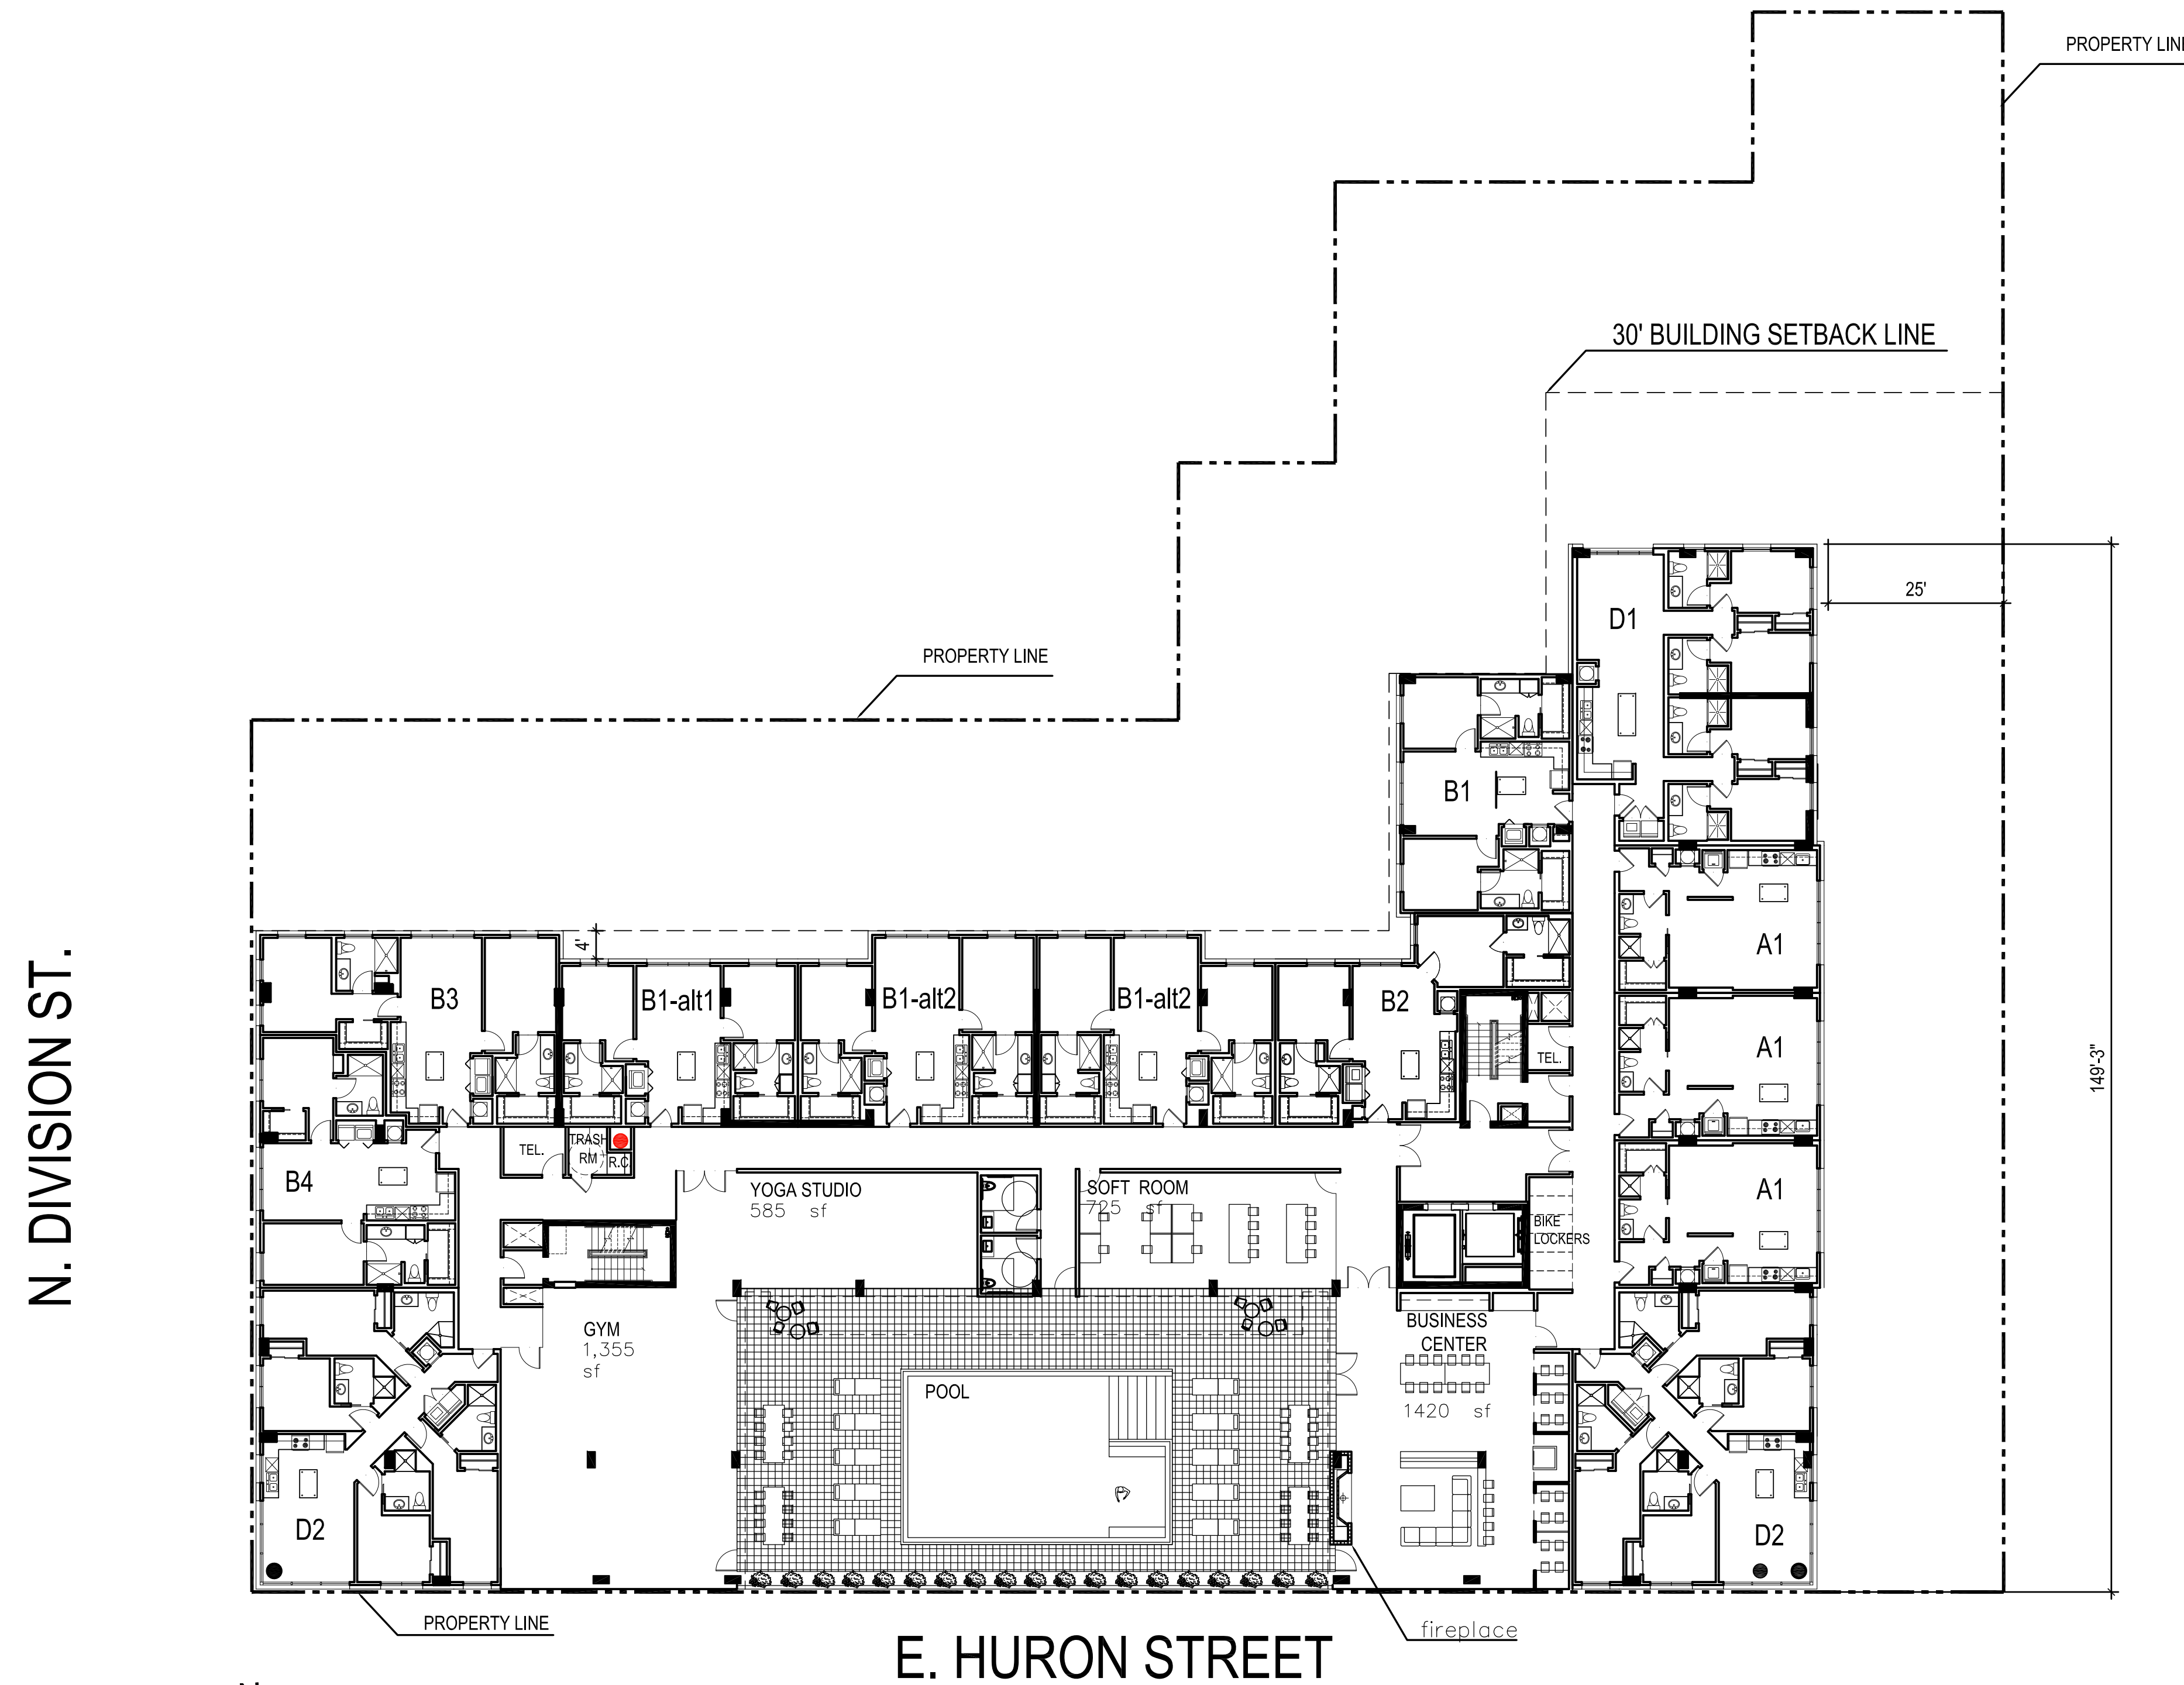 PROPERTY LINE
30' BUILDING SETBACK LINE
25'
D1
PROPERTY LINE
B1
149'-3"
4'
A1
B3
B1-alt1
B1-alt2
B1-alt2
B2
A1
TEL.
N. DIVISION ST.
TEL.
TRASH
RM
R.C
B4
YOGA STUDIO
585 sf
SOFT ROOM
725 sf
A1
BIKE
LOCKERS
GYM
1,355
sf
BUSINESS
CENTER
1420 sf
POOL
D2
D2
PROPERTY LINE
fireplace
E. HURON STREET